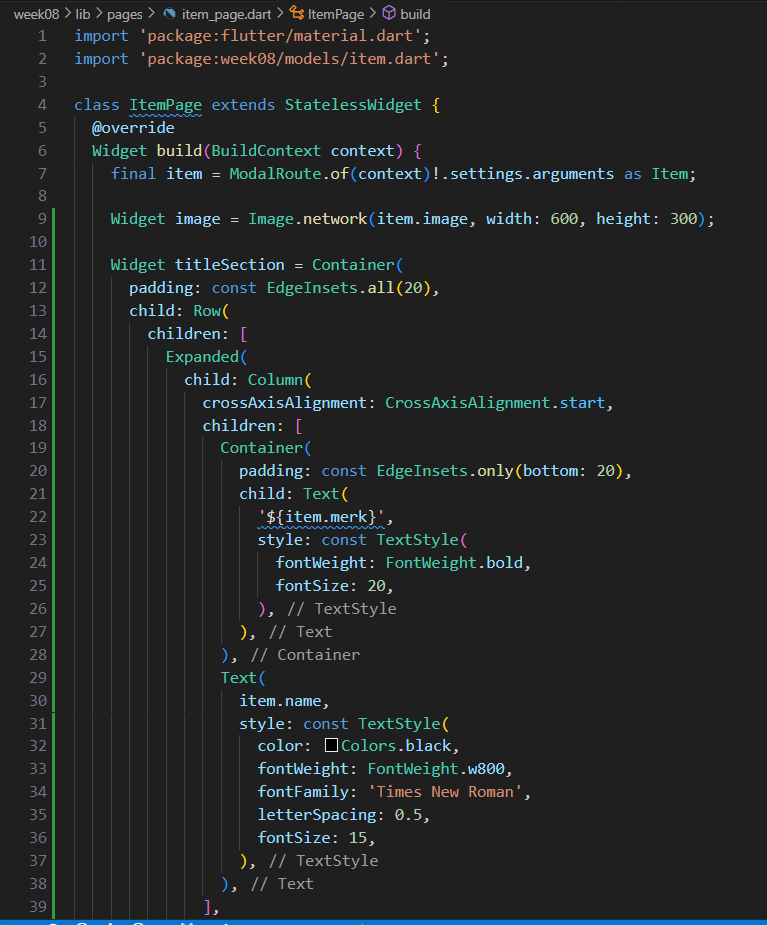 week08 > lib > pages > item_page.dart > ItemPage > build
1 import 'package:flutter/material.dart';
2 import 'package:week08/models/item.dart';
3
4 class ItemPage extends StatelessWidget {
5   @override
6   Widget build(BuildContext context) {
7     final item = ModalRoute.of(context)!.settings.arguments as Item;
8
9     Widget image = Image.network(item.image, width: 600, height: 300);
10
11     Widget titleSection = Container(
12       padding: const EdgeInsets.all(20),
13       child: Row(
14         children: [
15           Expanded(
16             child: Column(
17               crossAxisAlignment: CrossAxisAlignment.start,
18               children: [
19                 Container(
20                   padding: const EdgeInsets.only(bottom: 20),
21                   child: Text(
22                     '${item.merk}',
23                     style: const TextStyle(
24                       fontWeight: FontWeight.bold,
25                       fontSize: 20,
26                     ), // TextStyle
27                   ), // Text
28                 ), // Container
29                 Text(
30                   item.name,
31                   style: const TextStyle(
32                     color: Colors.black,
33                     fontWeight: FontWeight.w800,
34                     fontFamily: 'Times New Roman',
35                     letterSpacing: 0.5,
36                     fontSize: 15,
37                   ), // TextStyle
38                 ), // Text
39               ],